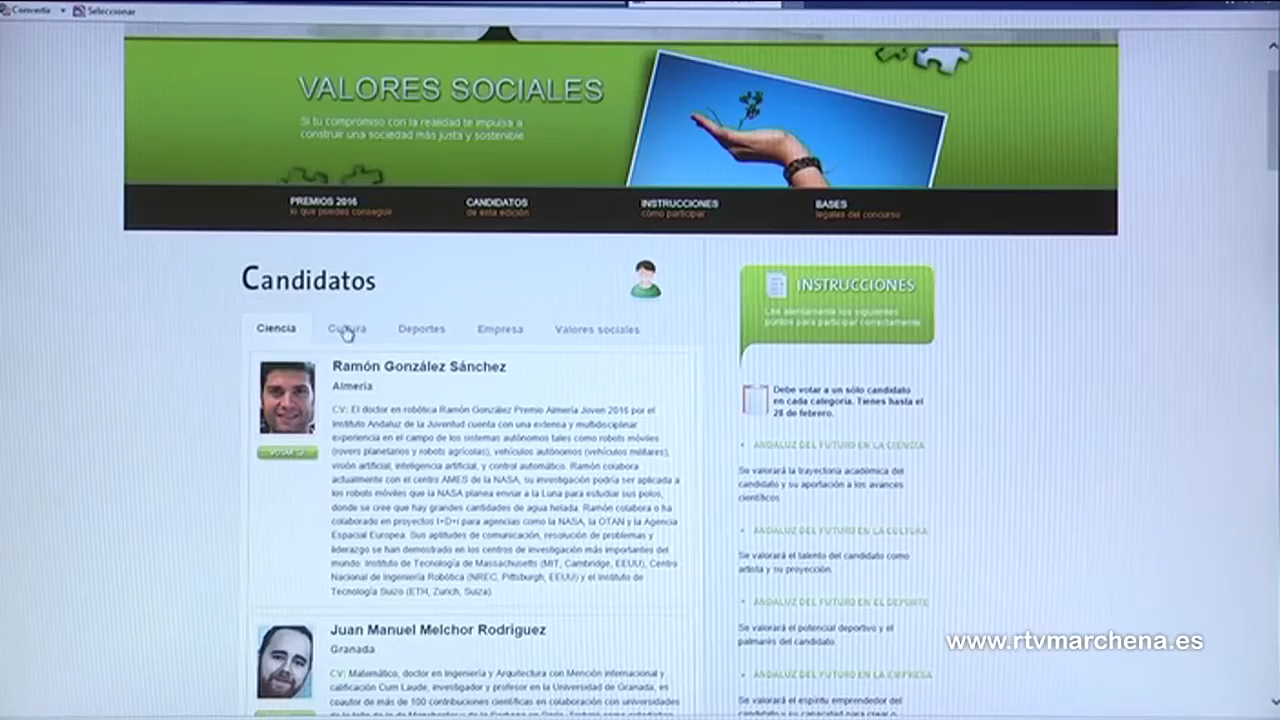 Convertir
Seleccionar
VALORES SOCIALES
Si tu compromiso con la realidad te impulsa a
construir una sociedad más justa y sostenible
PREMIOS 2016
lo que puedes conseguir
CANDIDATOS
de esta edición
INSTRUCCIONES
cómo participar
BASES
legales del concurso
Candidatos
Ciencia
Cultura
Deportes
Empresa
Valores sociales
Ramón González Sánchez
Almería
CV: El doctor en robótica Ramón González Premio Almería Joven 2016 por el
Instituto Andaluz de la Juventud cuenta con una extensa y multidisciplinar
experiencia en el campo de los sistemas autónomos tales como robots móviles
(rovers planetarios y robots agrícolas), vehículos autónomos (vehículos militares),
visión artificial, inteligencia artificial, y control automático. Ramón colabora
actualmente con el centro AMES de la NASA, su investigación podría ser aplicada a
los robots móviles que la NASA planea enviar a la Luna para estudiar sus polos,
donde se cree que hay grandes cantidades de agua helada. Ramón colabora o ha
colaborado en proyectos I+D+i para agencias como la NASA, la OTAN y la Agencia
Espacial Europea. Sus aptitudes de comunicación, resolución de problemas y
liderazgo se han demostrado en los centros de investigación más importantes del
mundo: Instituto de Tecnología de Massachusetts (MIT, Cambridge, EEUU), Centro
Nacional de Ingeniería Robótica (NREC, Pittsburgh, EEUU) y el Instituto de
Tecnología Suizo (ETH, Zurich, Suiza)
Juan Manuel Melchor Rodriguez
Granada
CV: Matemático, doctor en Ingeniería y Arquitectura con Mención internacional y
calificación Cum Laude, investigador y profesor en la Universidad de Granada, es
coautor de más de 100 contribuciones científicas en colaboración con universidades
INSTRUCCIONES
Lee atentamente los siguientes
puntos para participar correctamente
Debe votar a un sólo candidato
en cada categoría. Tienes hasta el
28 de febrero.
ANDALUZ DEL FUTURO EN LA CIENCIA
Se valorará la trayectoria académica del
candidato y su aportación a los avances
científicos
ANDALUZ DEL FUTURO EN LA CULTURA
Se valorará el talento del candidato como
artista y su proyección.
ANDALUZ DEL FUTURO EN EL DEPORTE
Se valorará el potencial deportivo y el
palmarés del candidato.
ANDALUZ DEL FUTURO EN LA EMPRESA
Se valorará el espíritu emprendedor del
candidato y su capacidad para crear o
www.rtvmarchena.es